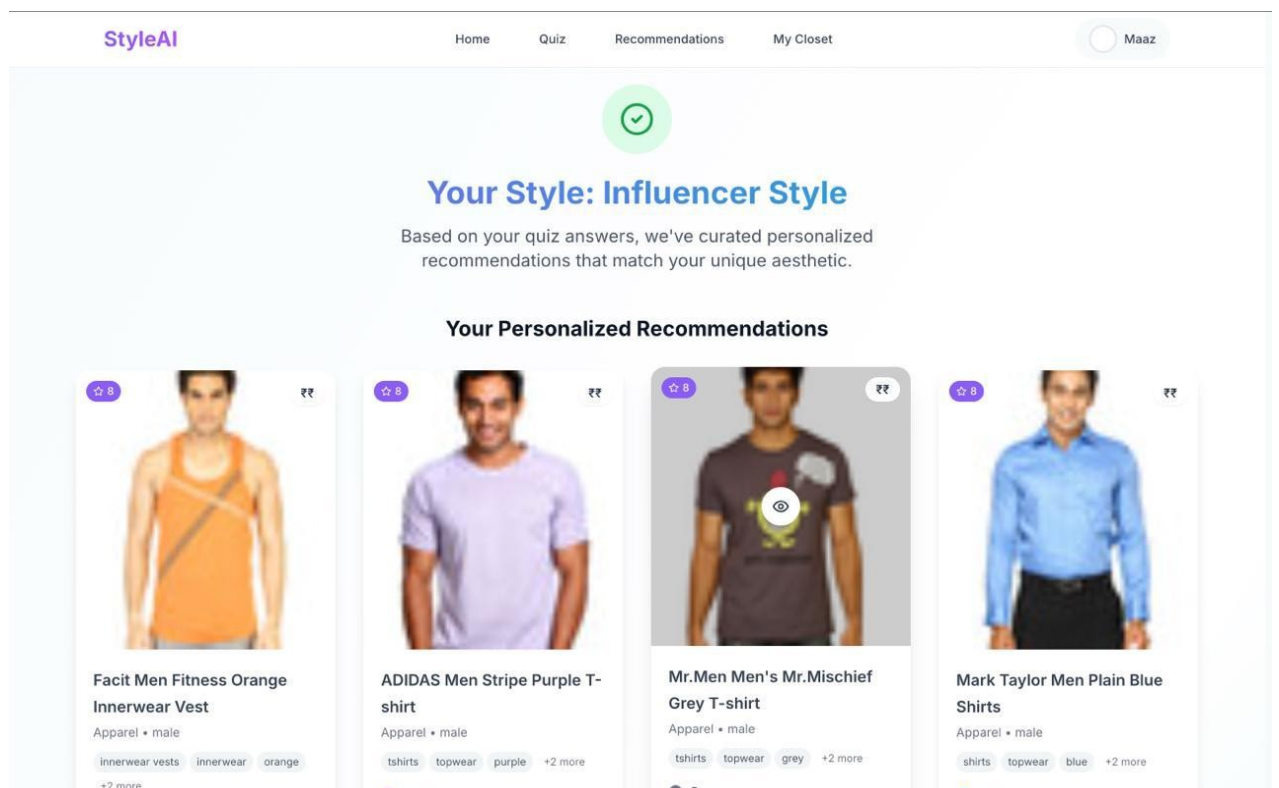 StyleAI
Home
Quiz
Recommendations
My Closet
Maaz
Your Style: Influencer Style
Based on your quiz answers, we've curated personalized
recommendations that match your unique aesthetic.
Your Personalized Recommendations
8
₹₹
Facit Men Fitness Orange
Innerwear Vest
Apparel • male
innerwear vests innerwear orange
+2 more
8
₹₹
ADIDAS Men Stripe Purple T-
shirt
Apparel • male
tshirts topwear purple +2 more
8
₹₹
Mr.Men Men's Mr.Mischief
Grey T-shirt
Apparel • male
tshirts topwear grey +2 more
8
₹₹
Mark Taylor Men Plain Blue
Shirts
Apparel • male
shirts topwear blue +2 more